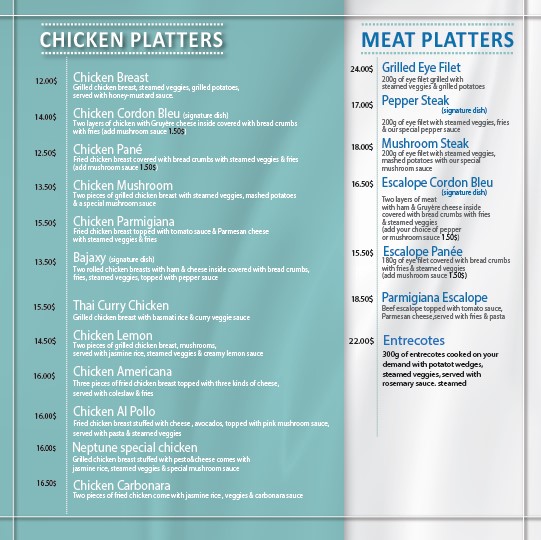 CHICKEN PLATTERS
12.00$ Chicken Breast
Grilled chicken breast, steamed veggies, grilled potatoes,
served with honey-mustard sauce.
14.00$ Chicken Cordon Bleu (signature dish)
Two layers of chicken with Gruyère cheese inside covered with bread crumbs
with fries (add mushroom sauce 1.50$)
12.50$ Chicken Pané
Fried chicken breast covered with bread crumbs with steamed veggies & fries
(add mushroom sauce 1.50$)
13.50$ Chicken Mushroom
Two pieces of grilled chicken breast with steamed veggies, mashed potatoes
& a special mushroom sauce
15.50$ Chicken Parmigiana
Fried chicken breast topped with tomato sauce & Parmesan cheese
with steamed veggies & fries
13.50$ Bajaxy (signature dish)
Two rolled chicken breasts with ham & cheese inside covered with bread crumbs,
fries, steamed veggies, topped with pepper sauce
15.50$ Thai Curry Chicken
Grilled chicken breast with basmati rice & curry veggie sauce
14.50$ Chicken Lemon
Two pieces of grilled chicken breast, mushrooms,
served with jasmine rice, steamed veggies & creamy lemon sauce
16.00$ Chicken Americana
Three pieces of fried chicken breast topped with three kinds of cheese,
served with coleslaw & fries
16.00$ Chicken Al Pollo
Fried chicken breast stuffed with cheese, avocados, topped with pink mushroom sauce,
served with pasta & steamed veggies
16.00$ Neptune special chicken
Grilled chicken breast stuffed with pesto&cheese comes with
jasmine rice, steamed veggies & special mushroom sauce
16.50$ Chicken Carbonara
Two pieces of fried chicken come with jasmine rice, veggies & carbonara sauce
MEAT PLATTERS
24.00$ Grilled Eye Filet
200g of eye filet grilled with
steamed veggies & grilled potatoes
17.00$ Pepper Steak
(signature dish)
200g of eye filet with steamed veggies, fries
& our special pepper sauce
18.00$ Mushroom Steak
200g of eye filet with steamed veggies,
mashed potatoes with our special
mushroom sauce
16.50$ Escalope Cordon Bleu
(signature dish)
Two layers of meat
with ham & Gruyère cheese inside
covered with bread crumbs with fries
& steamed veggies
(add your choice of pepper
or mushroom sauce 1.50$)
15.50$ Escalope Panée
180g of eye filet covered with bread crumbs
with fries & steamed veggies
(add mushroom sauce 1.50$)
18.50$ Parmigiana Escalope
Beef escalope topped with tomato sauce,
Parmesan cheese,served with fries & pasta
22.00$ Entrecotes
300g of entrecotes cooked on your
demand with potatot wedges,
steamed veggies, served with
rosemary sauce. steamed